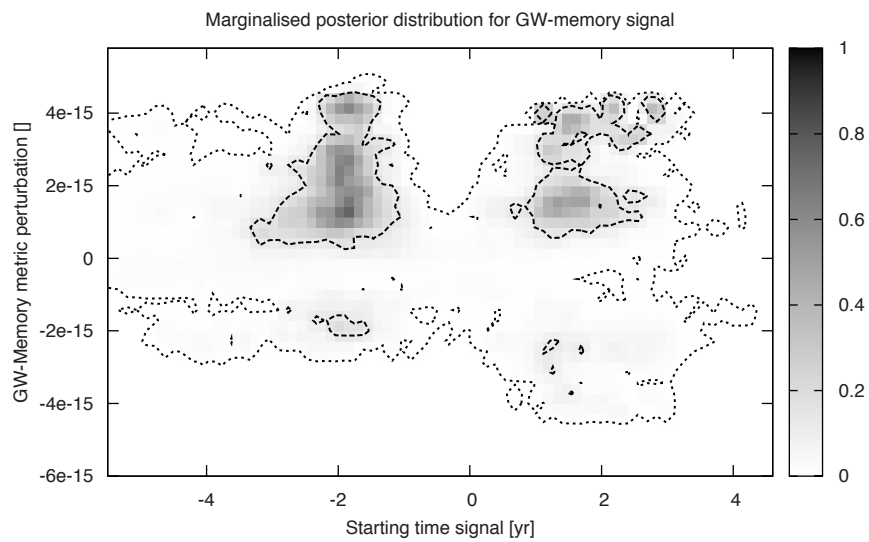 Marginalised posterior distribution for GW-memory signal
GW-Memory metric perturbation []
4e-15
2e-15
0
-2e-15
-4e-15
-6e-15
-4
-2
0
2
4
Starting time signal [yr]
1
0.8
0.6
0.4
0.2
0